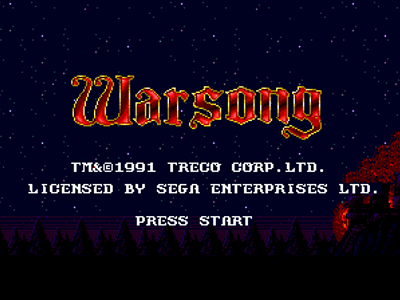 Warsong
TM&©1991 TRECO CORP.LTD.
LICENSED BY SEGA ENTERPRISES LTD.
PRESS START